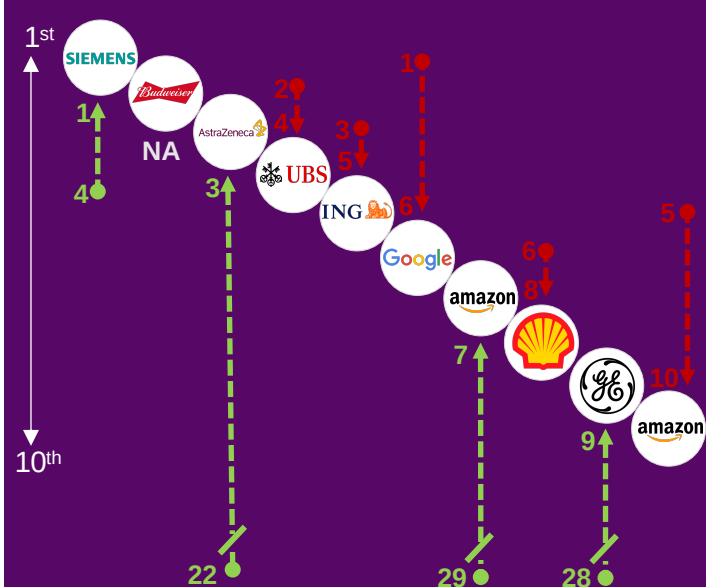 1st
SIEMENS
1
4
Budweiser
NA
AstraZeneca
3
22
2
4
UBS
3
5
ING
1
6
Google
amazon
7
29
6
8
GE
9
28
5
10
amazon
10th